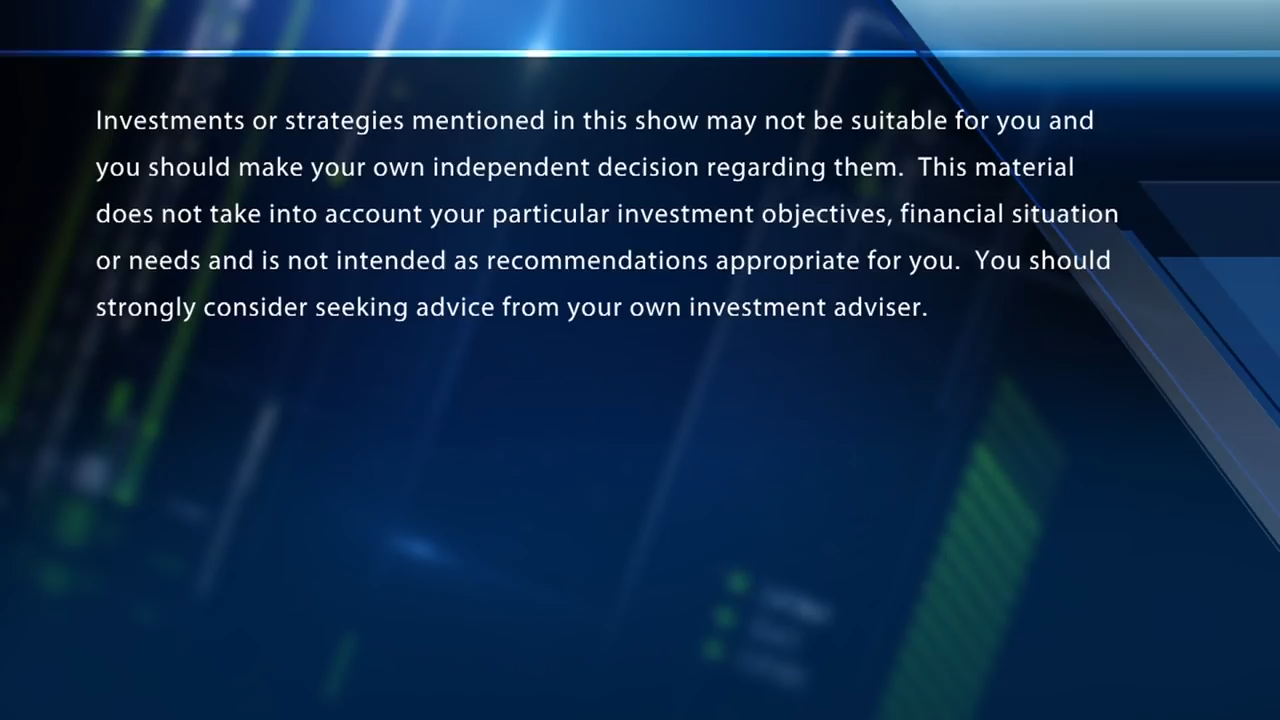 Investments or strategies mentioned in this show may not be suitable for you and
you should make your own independent decision regarding them.  This material
does not take into account your particular investment objectives, financial situation
or needs and is not intended as recommendations appropriate for you.  You should
strongly consider seeking advice from your own investment adviser.